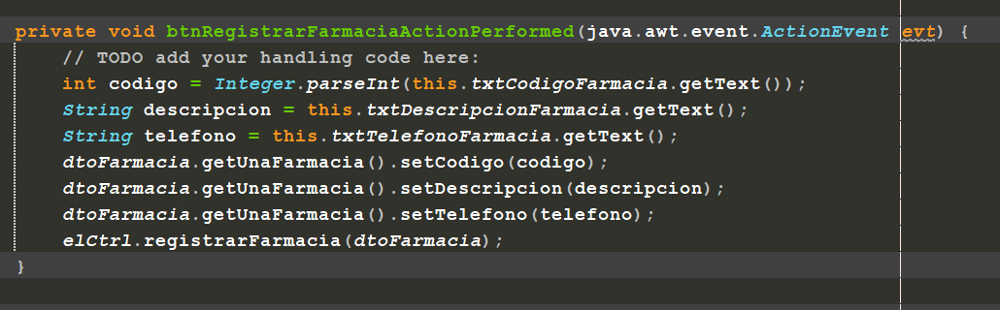 private void btnRegistrarFarmaciaActionPerformed(java.awt.event.ActionEvent evt) {
// TODO add your handling code here:
int codigo = Integer.parseInt(this.txtCodigoFarmacia.getText());
String descripcion = this.txtDescripcionFarmacia.getText();
String telefono = this.txtTelefonoFarmacia.getText();
dtoFarmacia.getUnaFarmacia().setCodigo(codigo);
dtoFarmacia.getUnaFarmacia().setDescripcion(descripcion);
dtoFarmacia.getUnaFarmacia().setTelefono(telefono);
elCtrl.registrarFarmacia(dtoFarmacia);
}